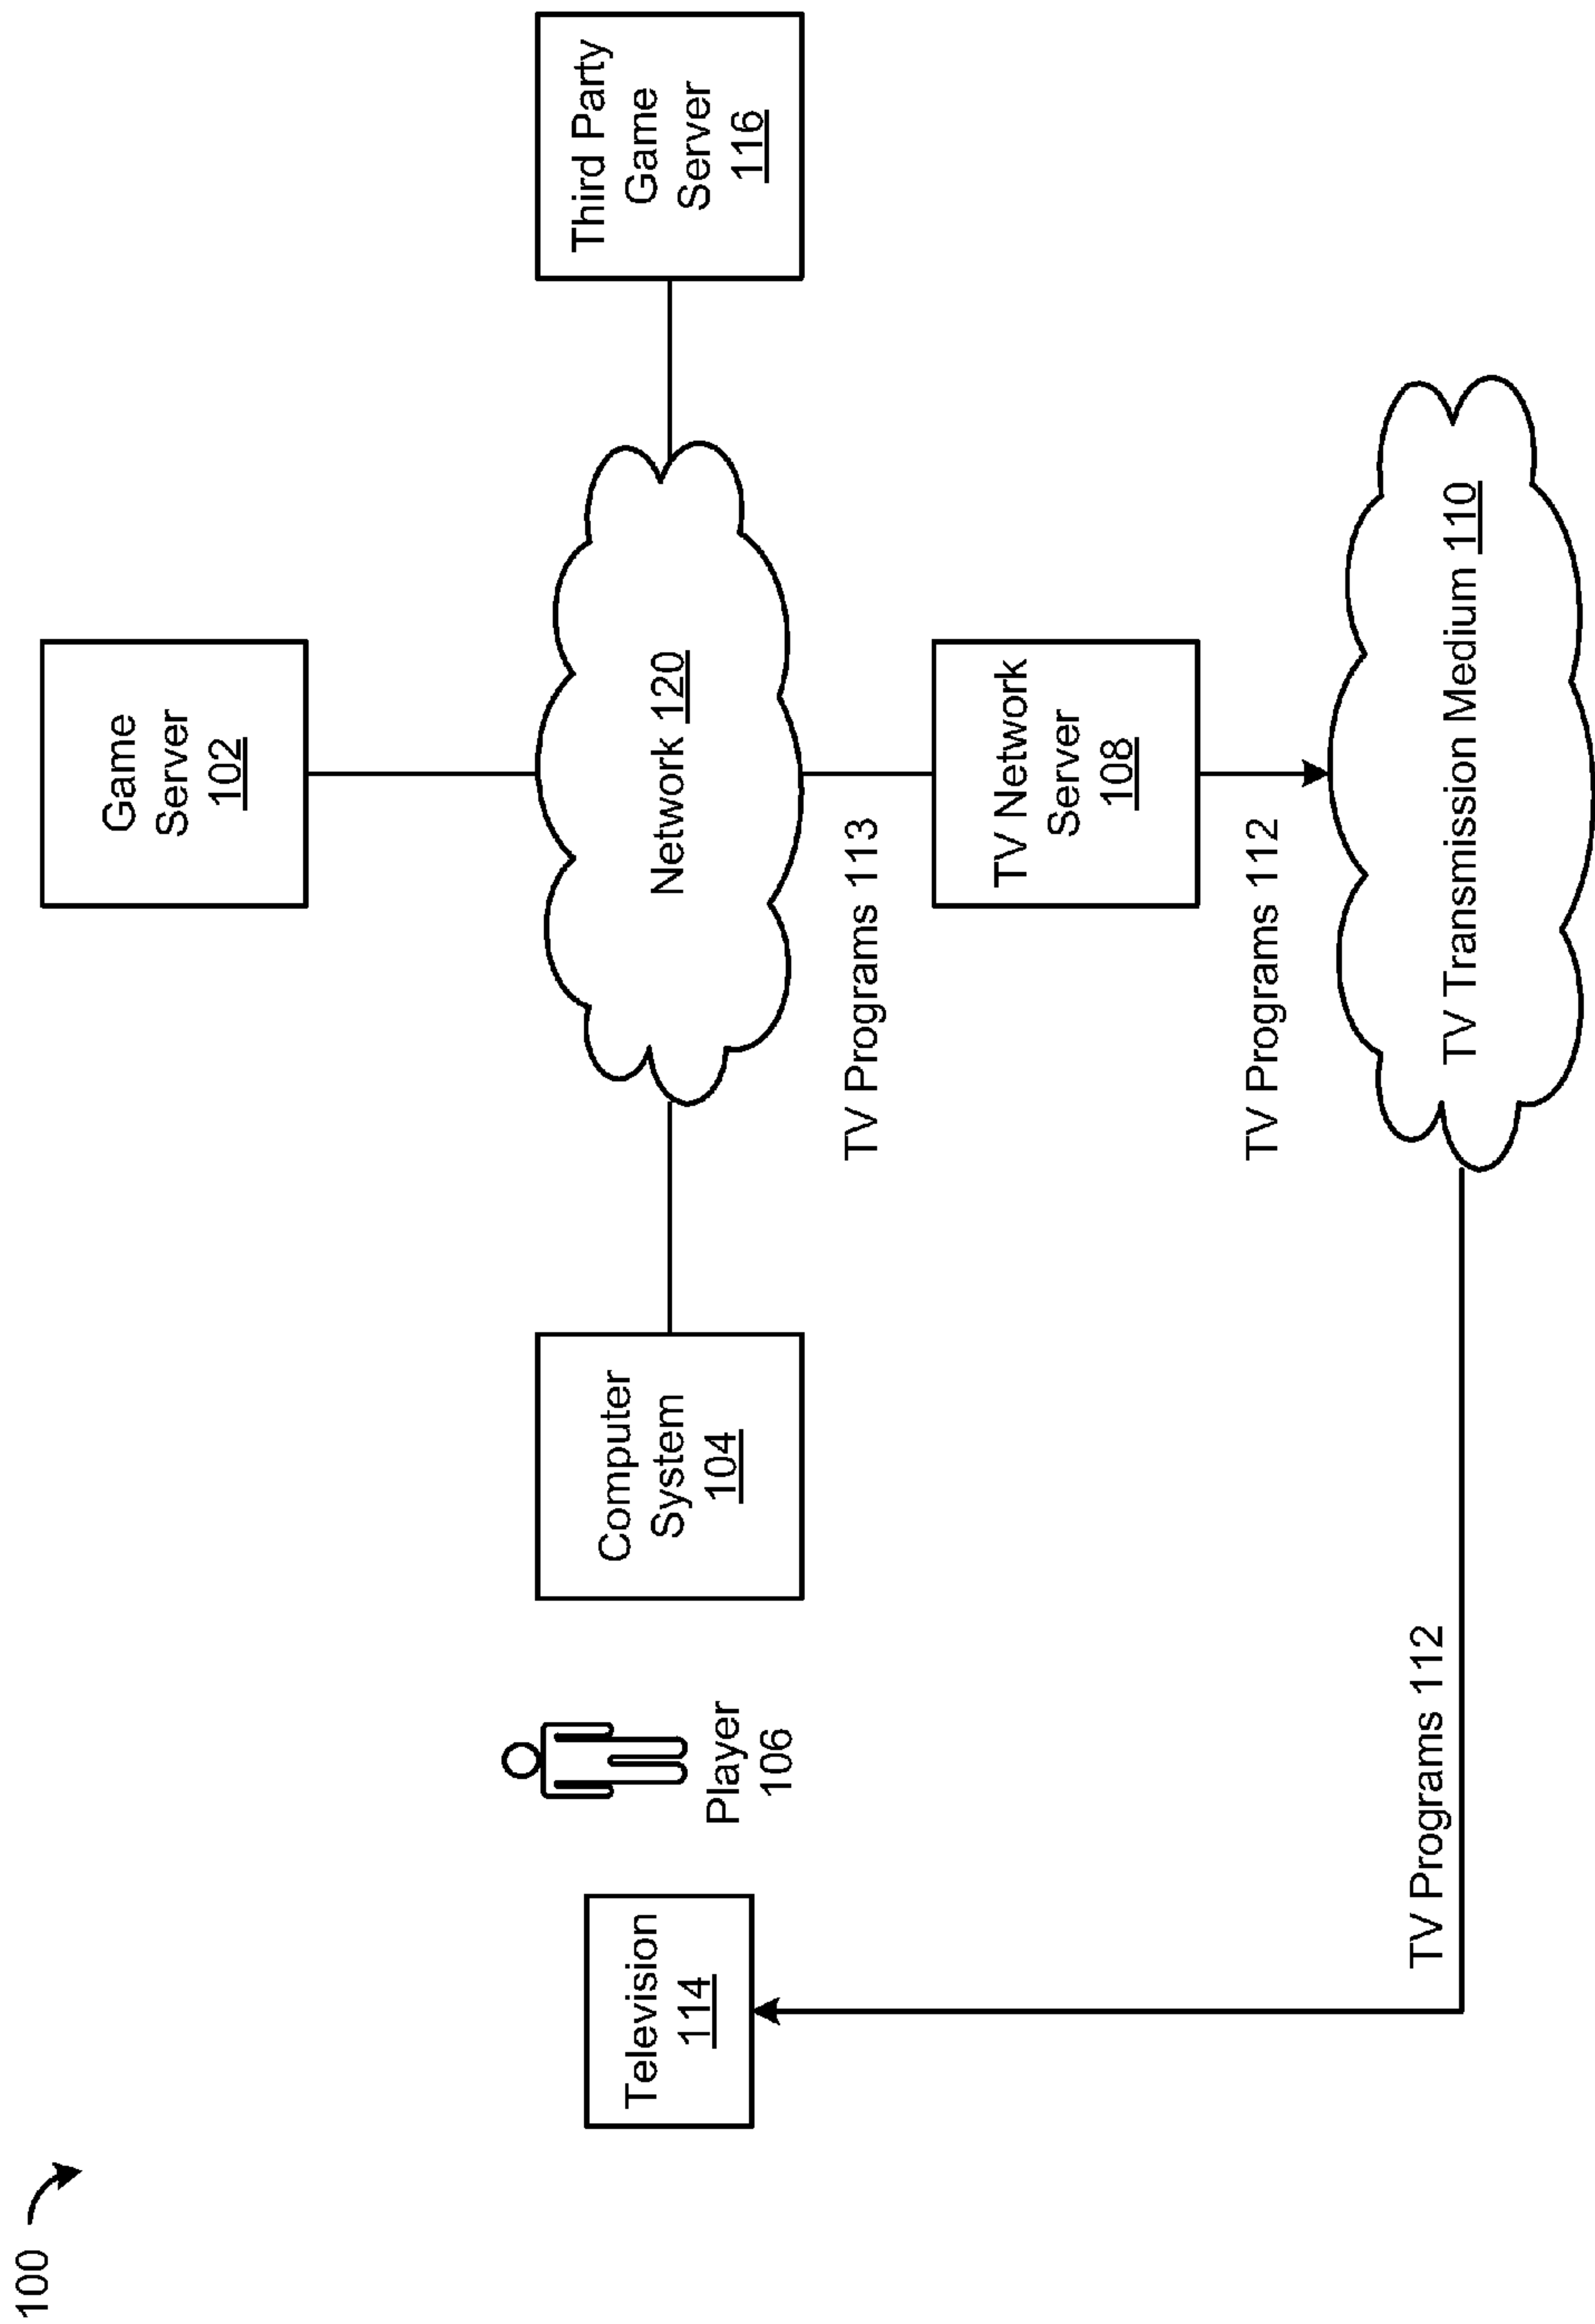 100
Game
Server
102
Television
114
Player
106
Computer
System
104
Network 120
Third Party
Game
Server
116
TV Programs 113
TV Network
Server
108
TV Programs 112
TV Programs 112
TV Transmission Medium 110